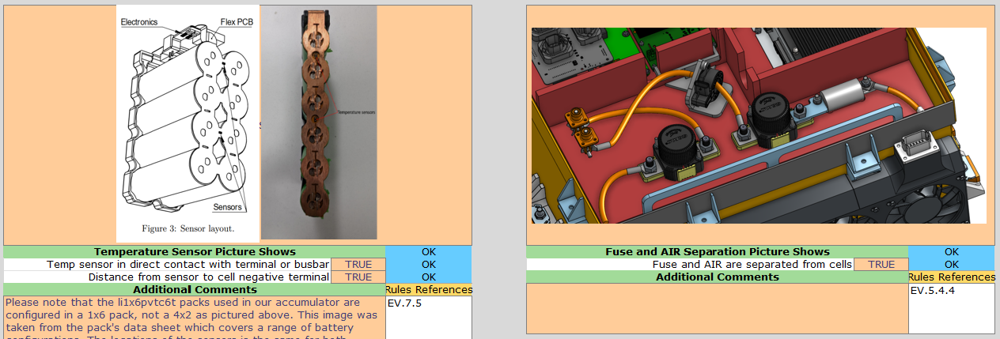 Electronics
Flex PCB
Temperature sensors
Sensors
Figure 3: Sensor layout.
Temperature Sensor Picture Shows OK
Temp sensor in direct contact with terminal or busbar TRUE OK
Distance from sensor to cell negative terminal TRUE OK
Additional Comments Rules References
Please note that the li1x6pvtc6t packs used in our accumulator are
configured in a 1x6 pack, not a 4x2 as pictured above. This image was
taken from the pack's data sheet which covers a range of battery
configurations. The locations of the sensors is the same for both
EV.7.5
Fuse and AIR Separation Picture Shows OK
Fuse and AIR are separated from cells TRUE OK
Additional Comments Rules References
EV.5.4.4